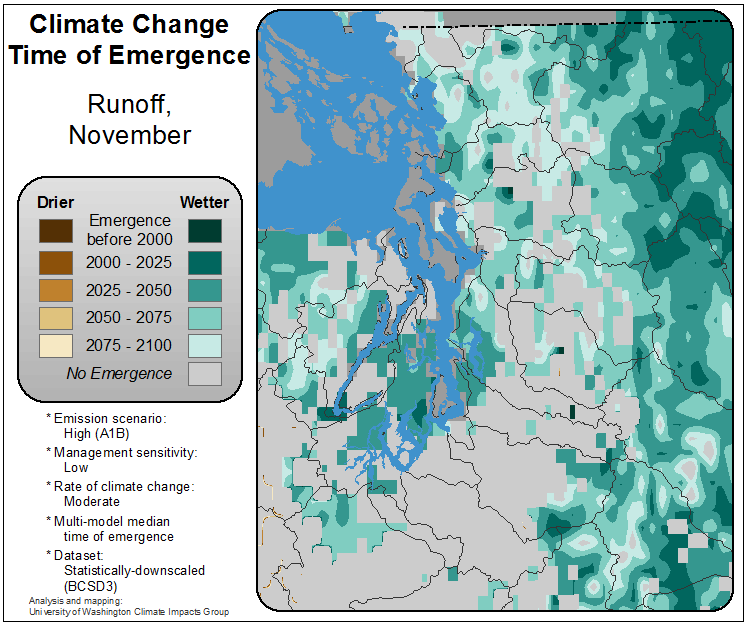 Climate Change
Time of Emergence
Runoff,
November
Drier
Wetter
Emergence
before 2000
2000 - 2025
2025 - 2050
2050 - 2075
2075 - 2100
No Emergence
* Emission scenario:
High (A1B)
* Management sensitivity:
Low
* Rate of climate change:
Moderate
* Multi-model median
time of emergence
* Dataset:
Statistically-downscaled
(BCSD3)
Analysis and mapping:
University of Washington Climate Impacts Group